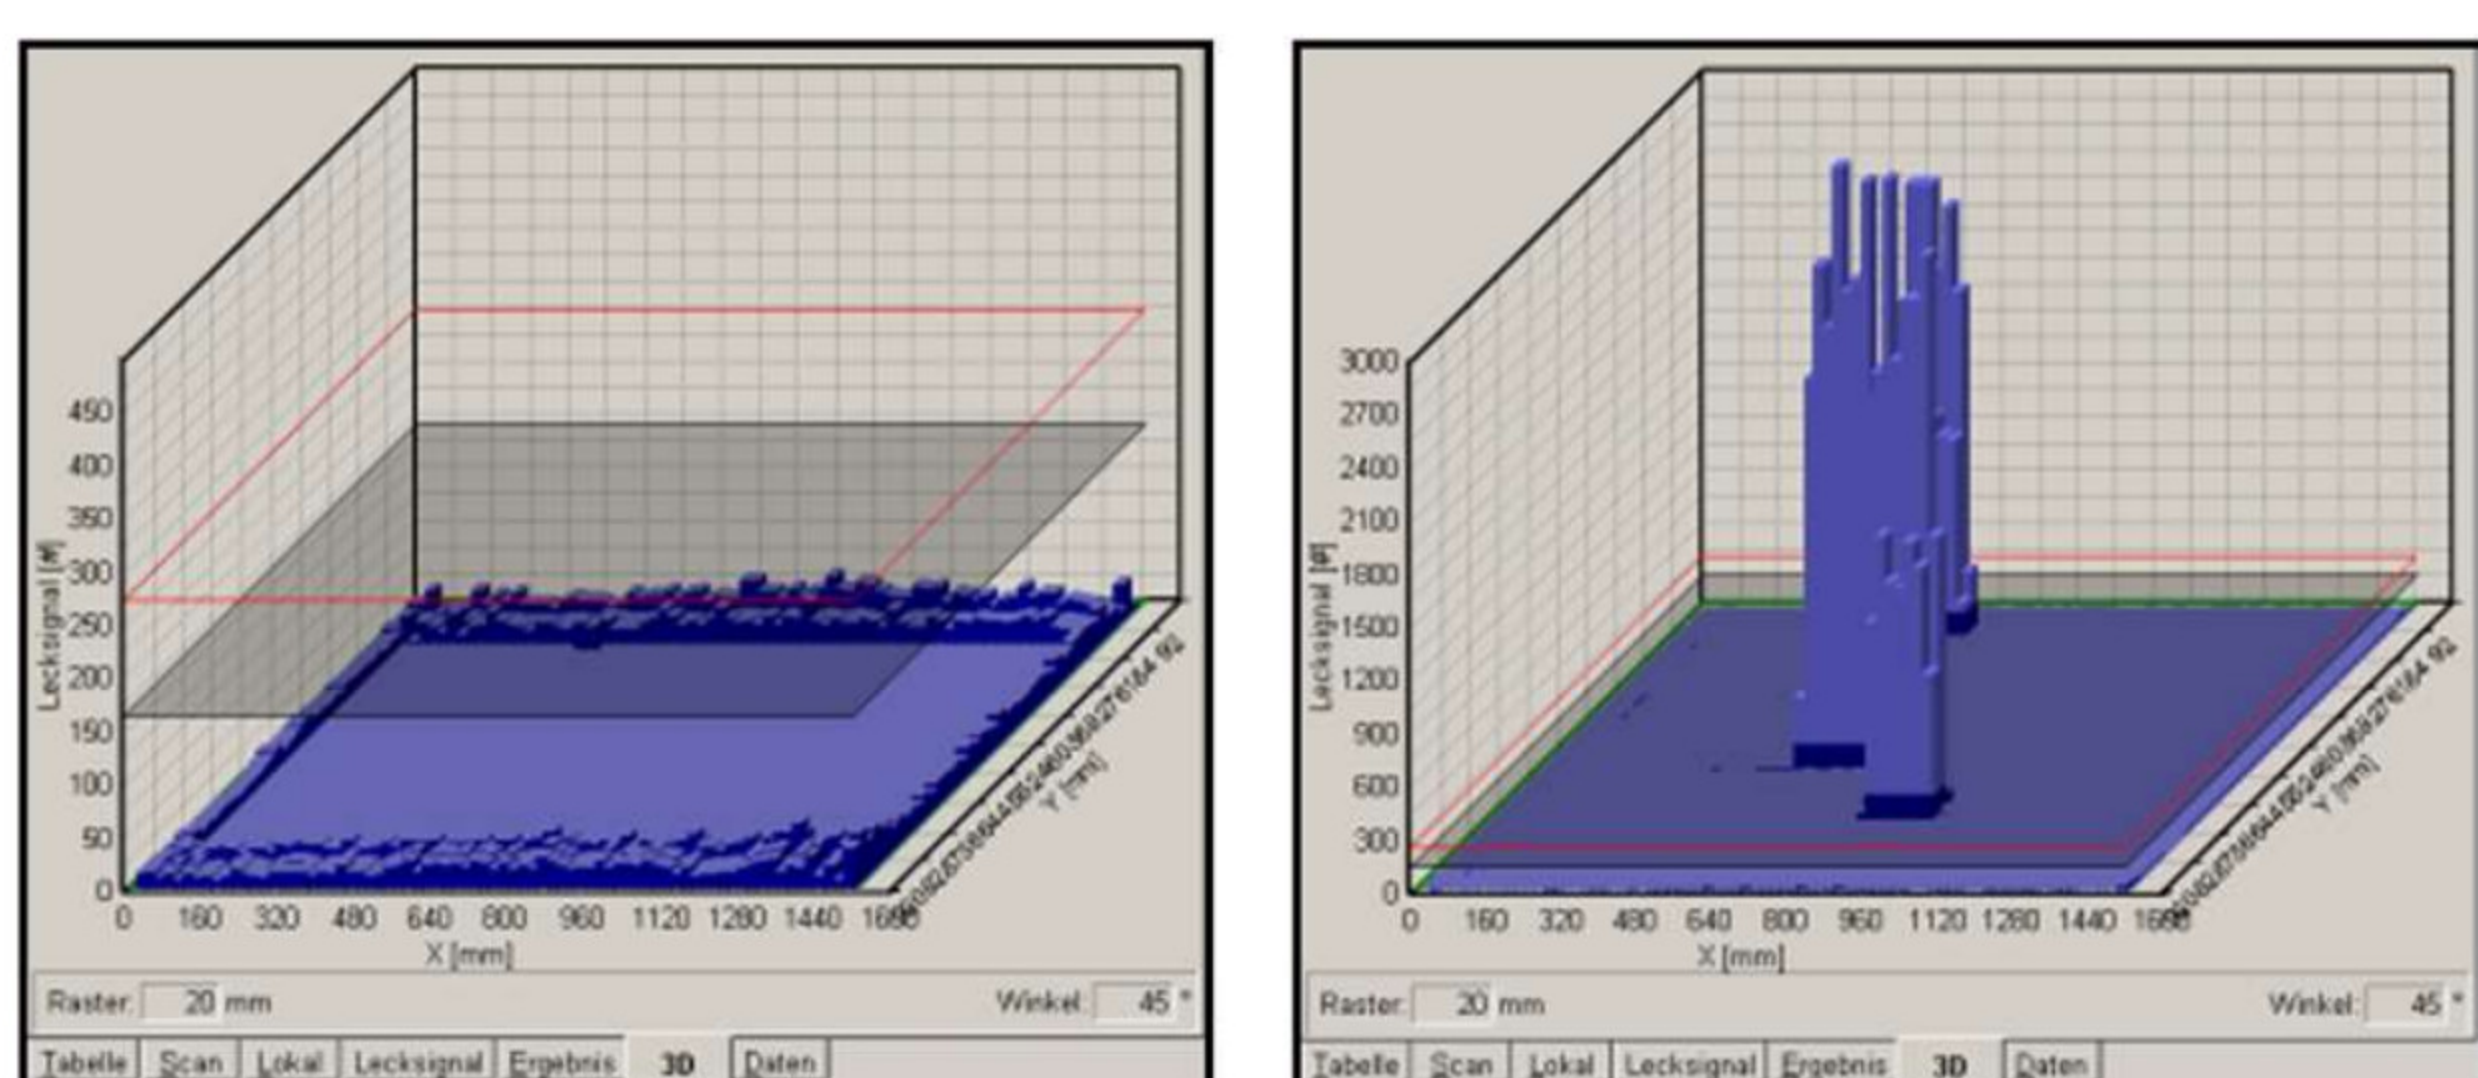 450
400
350
300
250
200
150
100
50
0
Lecksignal [#]
0 160 320 480 640 800 960 1120 1280 1440
X [mm]
Y [mm]
Raster: 20 mm
Winkel: 45 °
Tabelle Scan Lokal Lecksignal Ergebnis 3D Daten
3000
2700
2400
2100
1800
1500
1200
900
600
300
0
Lecksignal [#]
0 160 320 480 640 800 960 1120 1280 1440
X [mm]
Y [mm]
Raster: 20 mm
Winkel: 45 °
Tabelle Scan Lokal Lecksignal Ergebnis 3D Daten